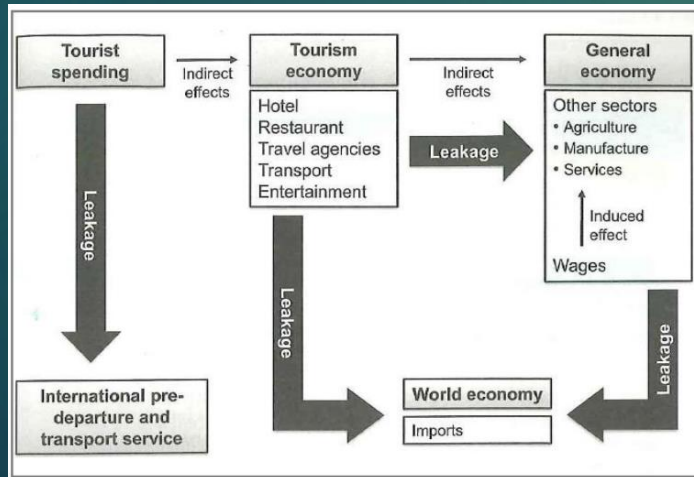 Tourist
spending
Indirect
effects
Tourism
economy
Indirect
effects
General
economy
Hotel
Restaurant
Travel agencies
Transport
Entertainment
Leakage
Other sectors
• Agriculture
• Manufacture
• Services
Induced
effect
Wages
Leakage
Leakage
Leakage
International pre-
departure and
transport service
World economy
Imports